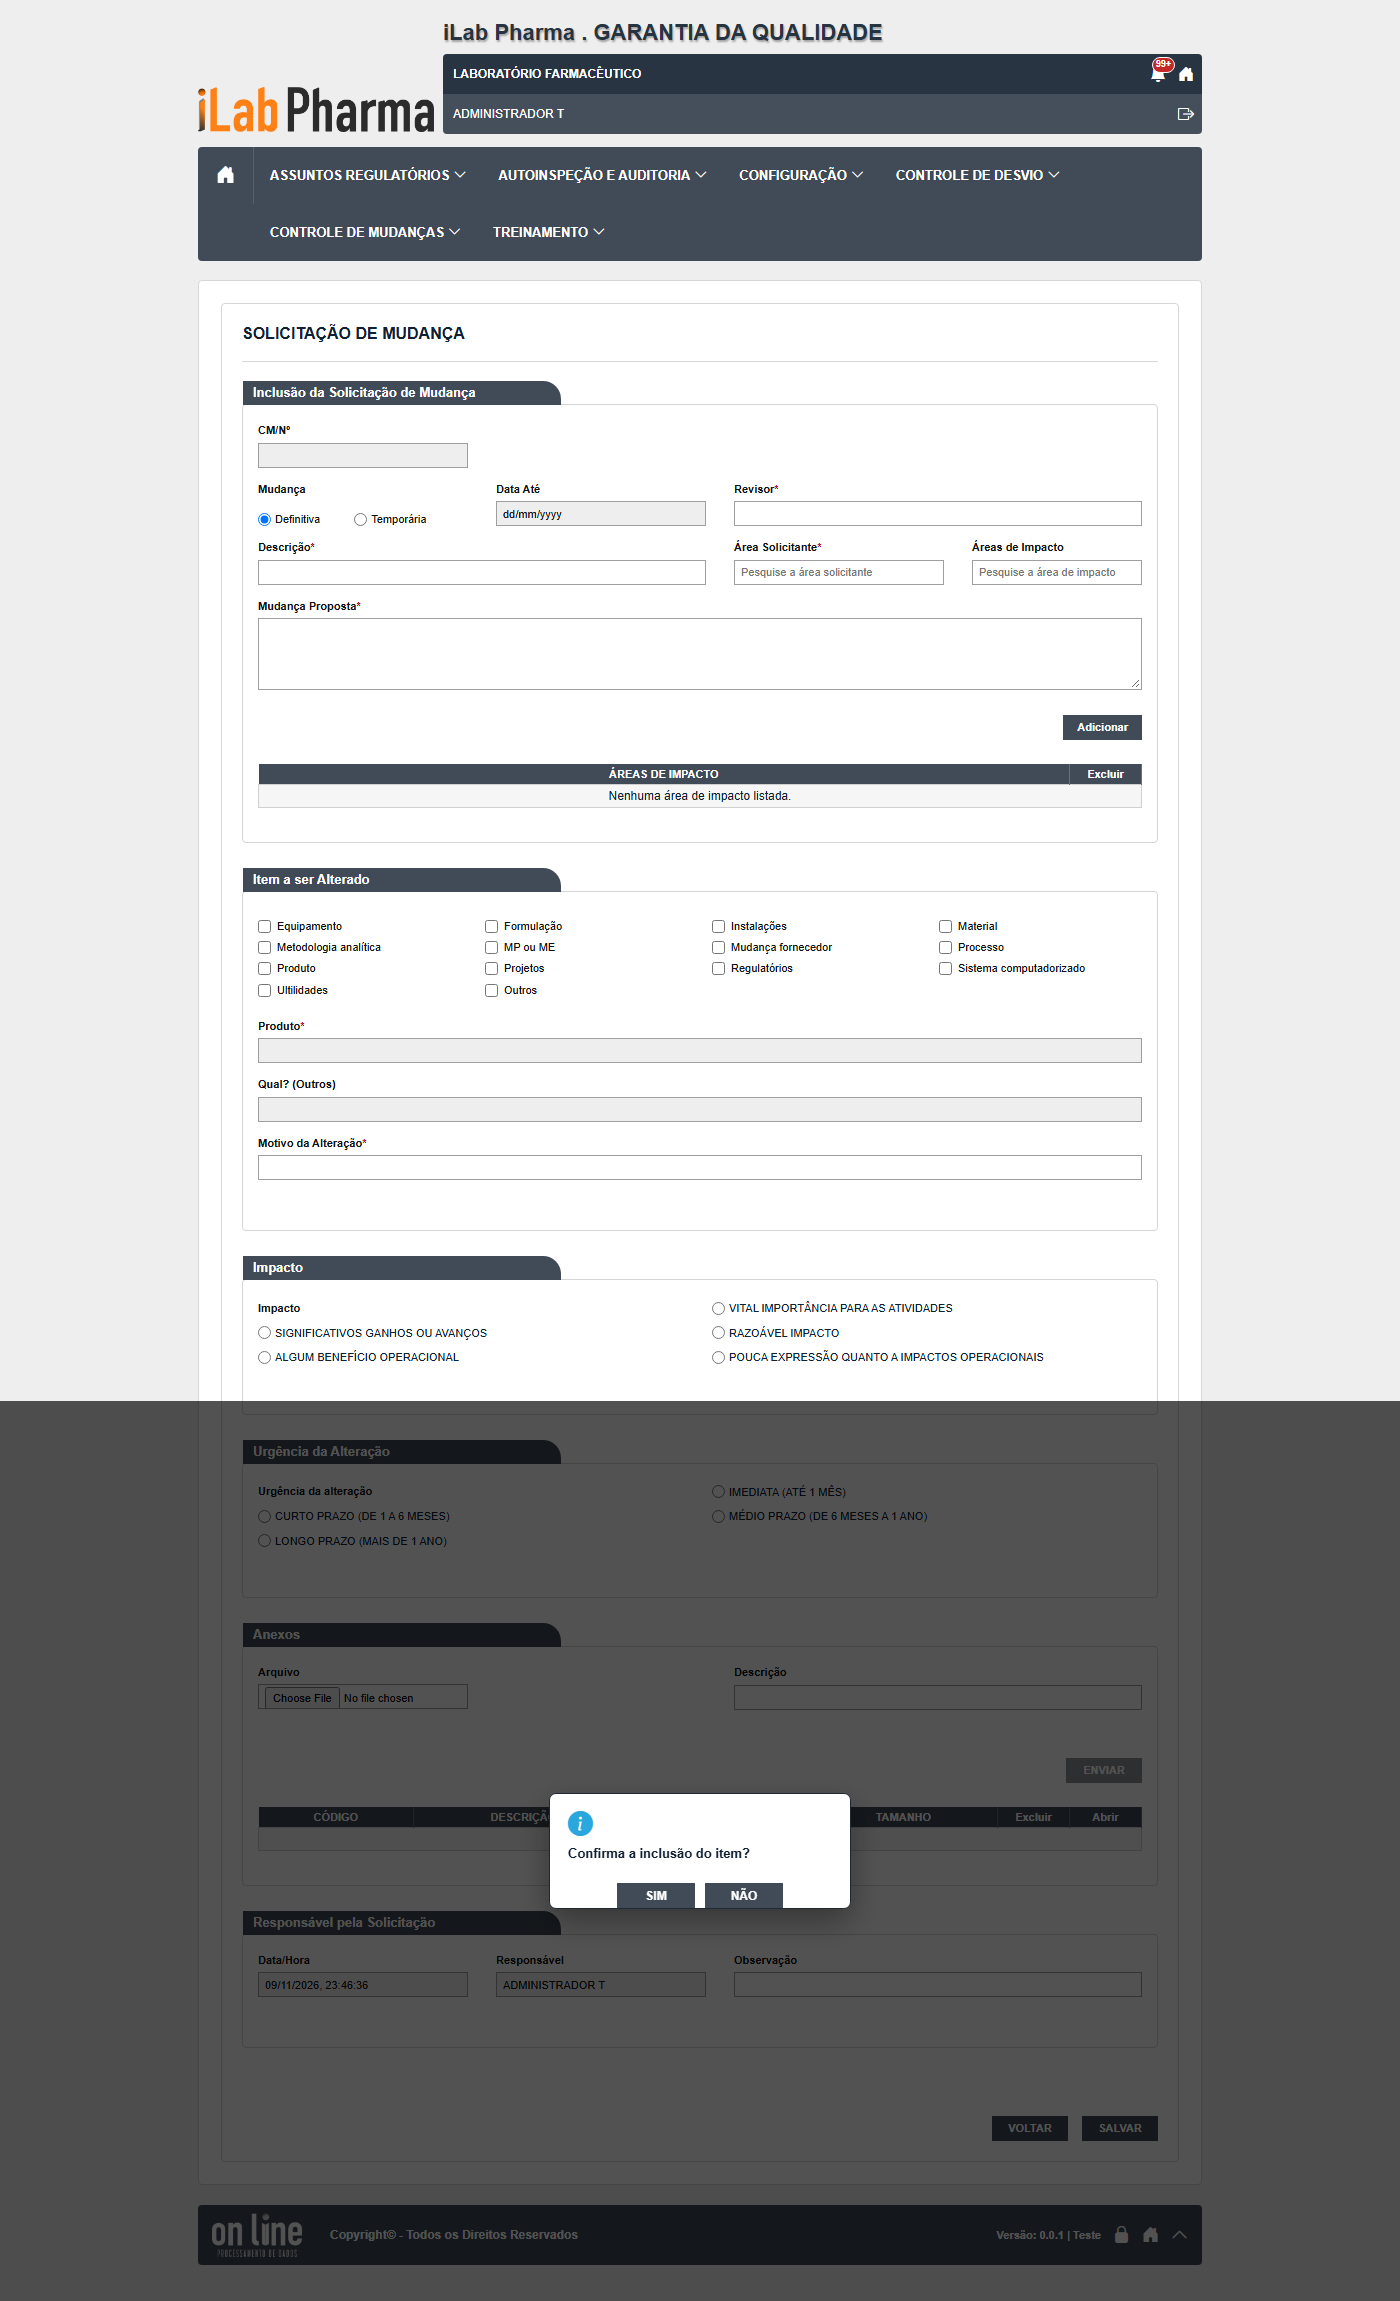 iLab Pharma . GARANTIA DA QUALIDADE
LABORATÓRIO FARMACÊUTICO
99+
iLab Pharma
ADMINISTRADOR T
ASSUNTOS REGULATÓRIOS
AUTOINSPEÇÃO E AUDITORIA
CONFIGURAÇÃO
CONTROLE DE DESVIO
CONTROLE DE MUDANÇAS
TREINAMENTO
SOLICITAÇÃO DE MUDANÇA
Inclusão da Solicitação de Mudança
CM/Nº
Mudança
Data Até
Revisor*
Definitiva
Temporária
dd/mm/yyyy
Descrição*
Área Solicitante*
Áreas de Impacto
Pesquise a área solicitante
Pesquise a área de impacto
Mudança Proposta*
Adicionar
ÁREAS DE IMPACTO
Excluir
Nenhuma área de impacto listada.
Item a ser Alterado
Equipamento
Formulação
Instalações
Material
Metodologia analítica
MP ou ME
Mudança fornecedor
Processo
Produto
Projetos
Regulatórios
Sistema computadorizado
Ultilidades
Outros
Produto*
Qual? (Outros)
Motivo da Alteração*
Impacto
Impacto
VITAL IMPORTÂNCIA PARA AS ATIVIDADES
SIGNIFICATIVOS GANHOS OU AVANÇOS
RAZOÁVEL IMPACTO
ALGUM BENEFÍCIO OPERACIONAL
POUCA EXPRESSÃO QUANTO A IMPACTOS OPERACIONAIS
Urgência da Alteração
Urgência da alteração
IMEDIATA (ATÉ 1 MÊS)
CURTO PRAZO (DE 1 A 6 MESES)
MÉDIO PRAZO (DE 6 MESES A 1 ANO)
LONGO PRAZO (MAIS DE 1 ANO)
Anexos
Arquivo
Descrição
Choose File
No file chosen
ENVIAR
CÓDIGO
DESCRIÇÃ
TAMANHO
Excluir
Abrir
Confirma a inclusão do item?
SIM
NÃO
Responsável pela Solicitação
Data/Hora
Responsável
Observação
09/11/2026, 23:46:36
ADMINISTRADOR T
VOLTAR
SALVAR
on line
PROCESSAMENTO DE DADOS
Copyright© - Todos os Direitos Reservados
Versão: 0.0.1 | Teste